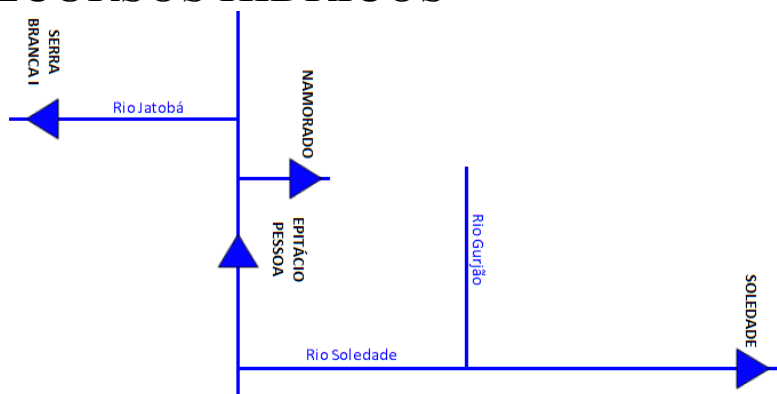 SERRA
BRANCA I
Rio Jatobá
NAMORADO
EPITÁCIO
PESSOA
Rio Gurjão
SOLEDADE
Rio Soledade